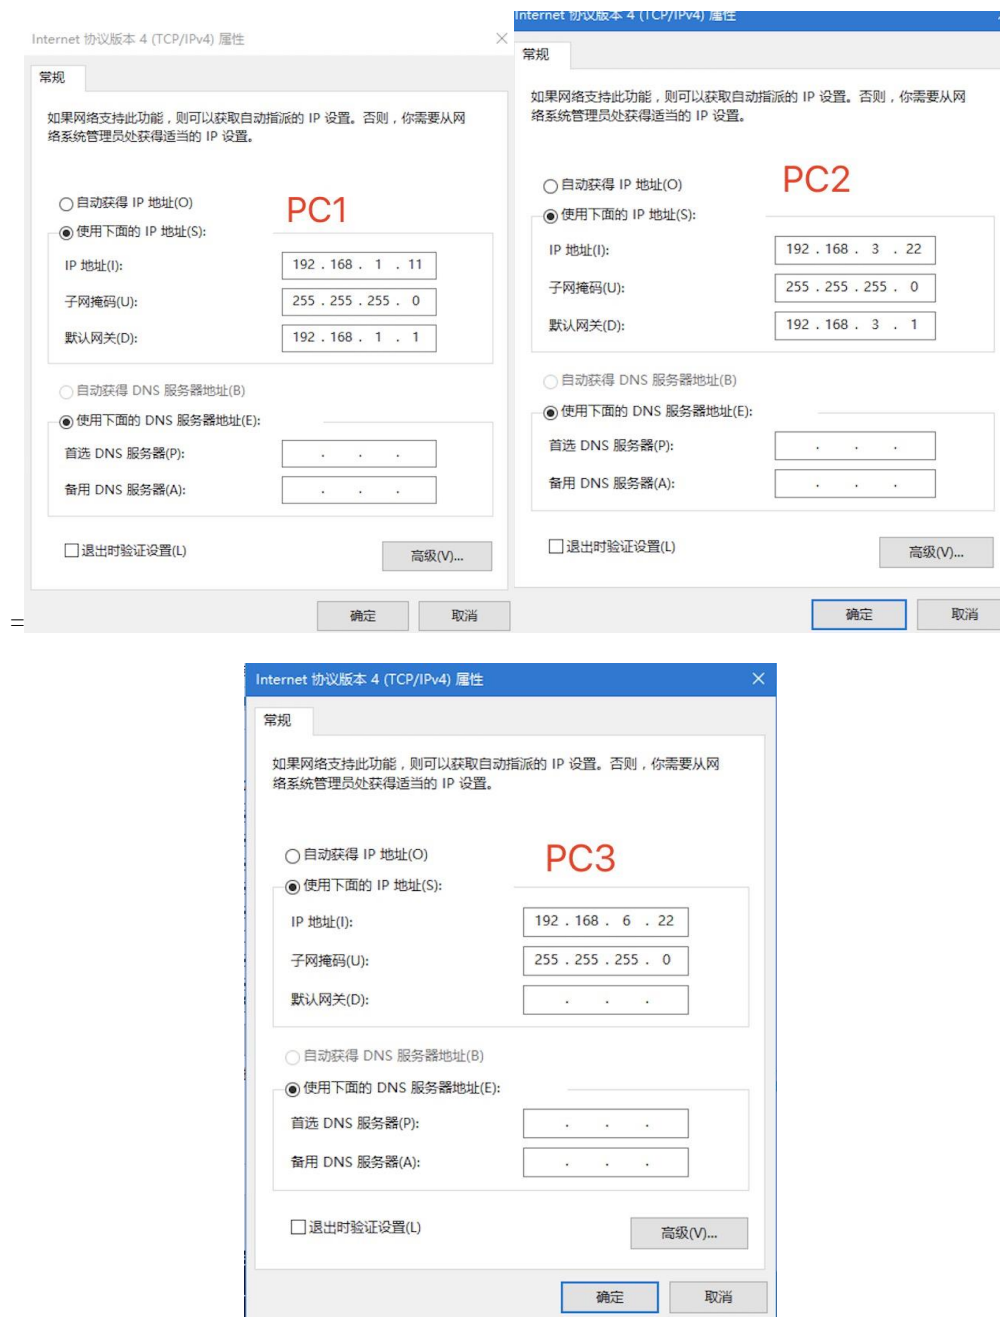 Internet 协议版本 4 (TCP/IPv4) 属性
常规
如果网络支持此功能，则可以获取自动指派的 IP 设置。否则，你需要从网
络系统管理员处获得适当的 IP 设置。
自动获得 IP 地址(O)
PC1
使用下面的 IP 地址(S):
IP 地址(I):
192 . 168 . 1 . 11
子网掩码(U):
255 . 255 . 255 . 0
默认网关(D):
192 . 168 . 1 . 1
自动获得 DNS 服务器地址(B)
使用下面的 DNS 服务器地址(E):
首选 DNS 服务器(P):
. . .
备用 DNS 服务器(A):
. . .
退出时验证设置(L)
高级(V)...
确定
取消
Internet 协议版本 4 (TCP/IPv4) 属性
常规
如果网络支持此功能，则可以获取自动指派的 IP 设置。否则，你需要从网
络系统管理员处获得适当的 IP 设置。
PC2
自动获得 IP 地址(O)
使用下面的 IP 地址(S):
IP 地址(I):
192 . 168 . 3 . 22
子网掩码(U):
255 . 255 . 255 . 0
默认网关(D):
192 . 168 . 3 . 1
自动获得 DNS 服务器地址(B)
使用下面的 DNS 服务器地址(E):
首选 DNS 服务器(P):
. . .
备用 DNS 服务器(A):
. . .
退出时验证设置(L)
高级(V)...
确定
取消
Internet 协议版本 4 (TCP/IPv4) 属性
常规
如果网络支持此功能，则可以获取自动指派的 IP 设置。否则，你需要从网
络系统管理员处获得适当的 IP 设置。
自动获得 IP 地址(O)
PC3
使用下面的 IP 地址(S):
IP 地址(I):
192 . 168 . 6 . 22
子网掩码(U):
255 . 255 . 255 . 0
默认网关(D):
. . .
自动获得 DNS 服务器地址(B)
使用下面的 DNS 服务器地址(E):
首选 DNS 服务器(P):
. . .
备用 DNS 服务器(A):
. . .
退出时验证设置(L)
高级(V)...
确定
取消